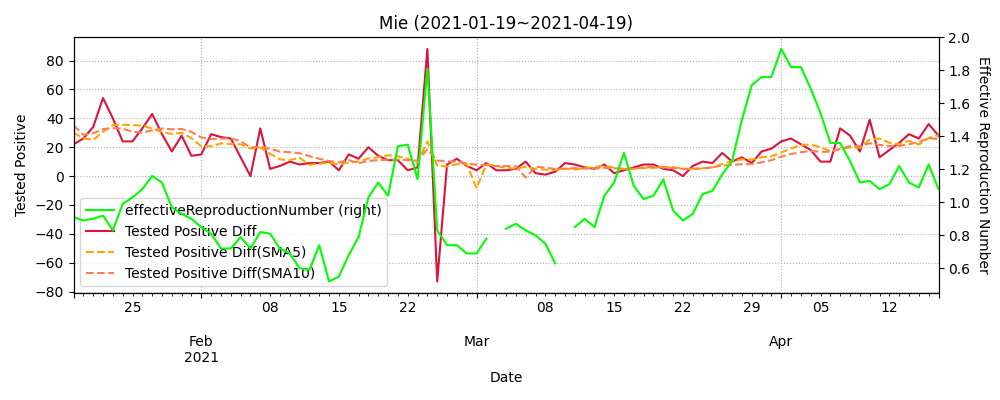 Mie (2021-01-19~2021-04-19)
Tested Positive
80
60
40
20
0
−20
−40
−60
−80
2.0
1.8
1.6
1.4
1.2
1.0
0.8
0.6
Effective Reproduction Number
effectiveReproductionNumber (right)
Tested Positive Diff
Tested Positive Diff(SMA5)
Tested Positive Diff(SMA10)
25 08 15 22 08 15 22 29 05 12
Feb Mar Apr
2021
Date